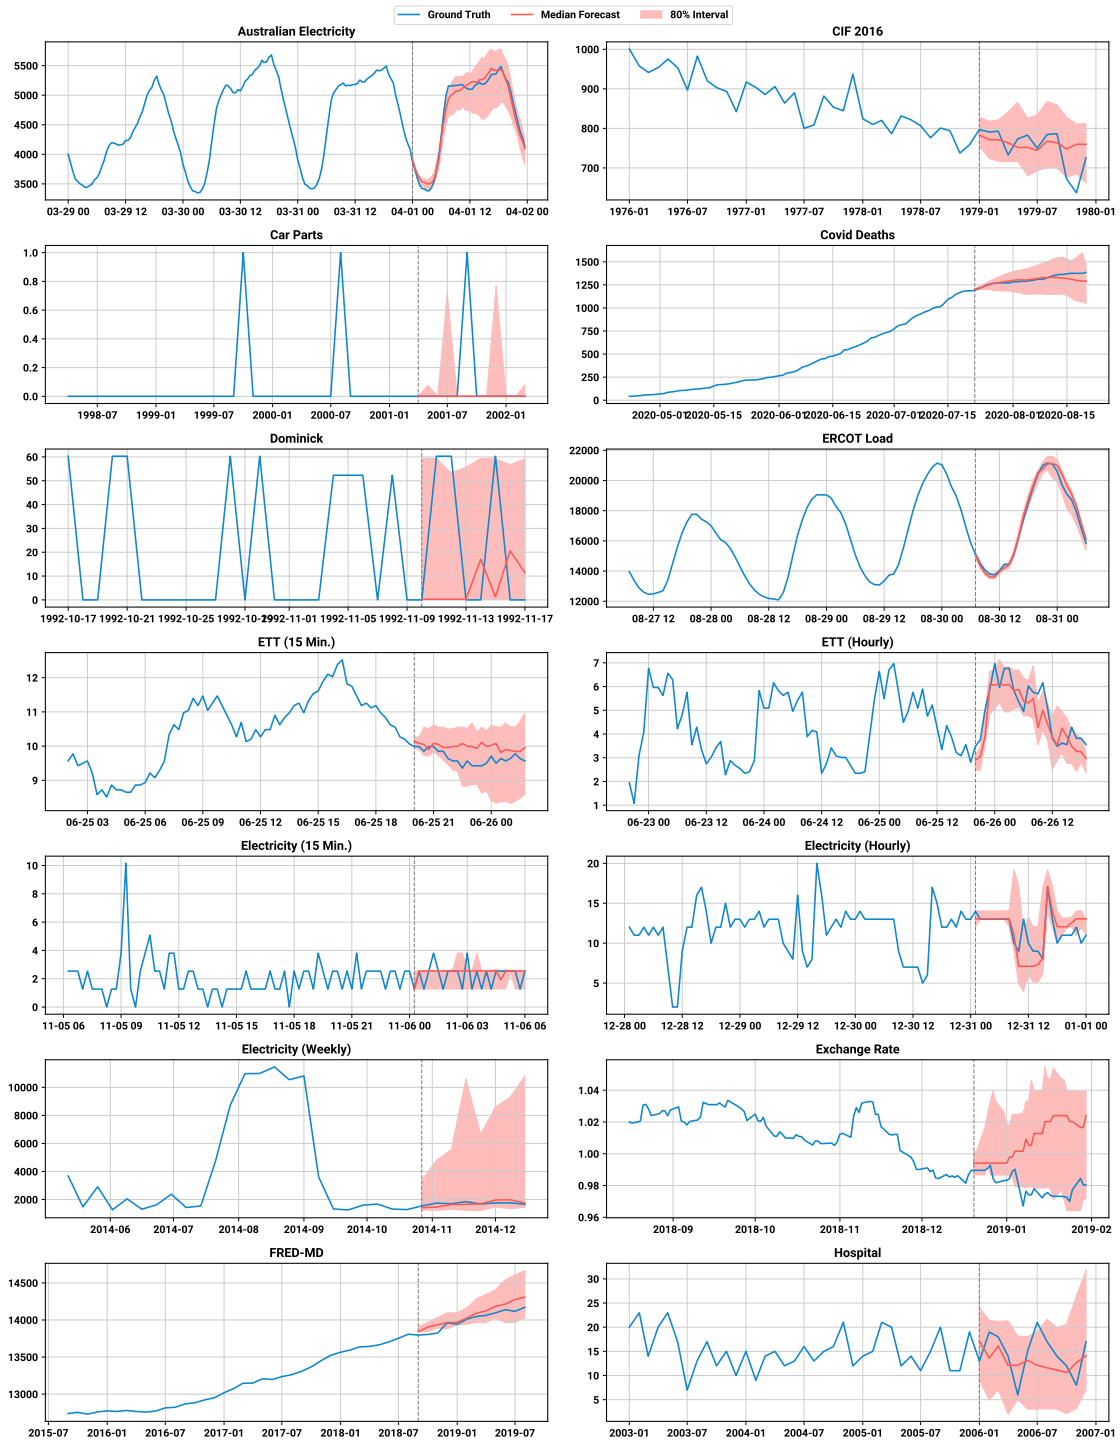 Ground Truth Median Forecast 80% Interval
Australian Electricity
5500
5000
4500
4000
3500
03-29 00 03-29 12 03-30 00 03-30 12 03-31 00 03-31 12 04-01 00 04-01 12 04-02 00
CIF 2016
1000
900
800
700
1976-01 1976-07 1977-01 1977-07 1978-01 1978-07 1979-01 1979-07 1980-01
Car Parts
1.0
0.8
0.6
0.4
0.2
0.0
1998-07 1999-01 1999-07 2000-01 2000-07 2001-01 2001-07 2002-01
Covid Deaths
1500
1250
1000
750
500
250
0
2020-05-01 2020-05-15 2020-06-01 2020-06-15 2020-07-01 2020-07-15 2020-08-01 2020-08-15
Dominick
60
50
40
30
20
10
0
1992-10-17 1992-10-21 1992-10-25 1992-10-29 1992-11-01 1992-11-05 1992-11-09 1992-11-13 1992-11-17
ERCOT Load
22000
20000
18000
16000
14000
12000
08-27 12 08-28 00 08-28 12 08-29 00 08-29 12 08-30 00 08-30 12 08-31 00
ETT (15 Min.)
12
11
10
9
06-25 03 06-25 06 06-25 09 06-25 12 06-25 15 06-25 18 06-25 21 06-26 00
ETT (Hourly)
7
6
5
4
3
2
1
06-23 00 06-23 12 06-24 00 06-24 12 06-25 00 06-25 12 06-26 00 06-26 12
Electricity (15 Min.)
10
8
6
4
2
0
11-05 06 11-05 09 11-05 12 11-05 15 11-05 18 11-05 21 11-06 00 11-06 03 11-06 06
Electricity (Hourly)
20
15
10
5
12-28 00 12-28 12 12-29 00 12-29 12 12-30 00 12-30 12 12-31 00 12-31 12 01-01 00
Electricity (Weekly)
10000
8000
6000
4000
2000
2014-06 2014-07 2014-08 2014-09 2014-10 2014-11 2014-12
Exchange Rate
1.04
1.02
1.00
0.98
0.96
2018-09 2018-10 2018-11 2018-12 2019-01 2019-02
FRED-MD
14500
14000
13500
13000
2015-07 2016-01 2016-07 2017-01 2017-07 2018-01 2018-07 2019-01 2019-07
Hospital
30
25
20
15
10
5
2003-01 2003-07 2004-01 2004-07 2005-01 2005-07 2006-01 2006-07 2007-01